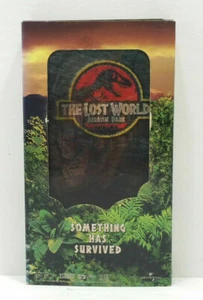 THE LOST WORLD
JURASSIC PARK
SOMETHING
HAS
SURVIVED